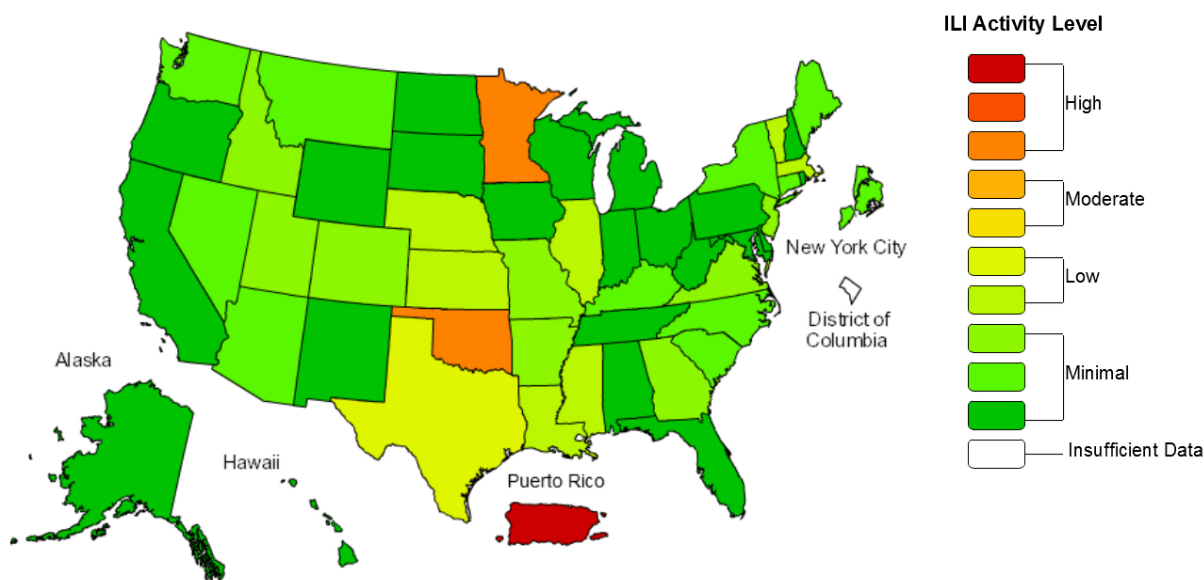 ILI Activity Level
High
Moderate
Low
Minimal
Insufficient Data
New York City
District of
Columbia
Alaska
Hawaii
Puerto Rico